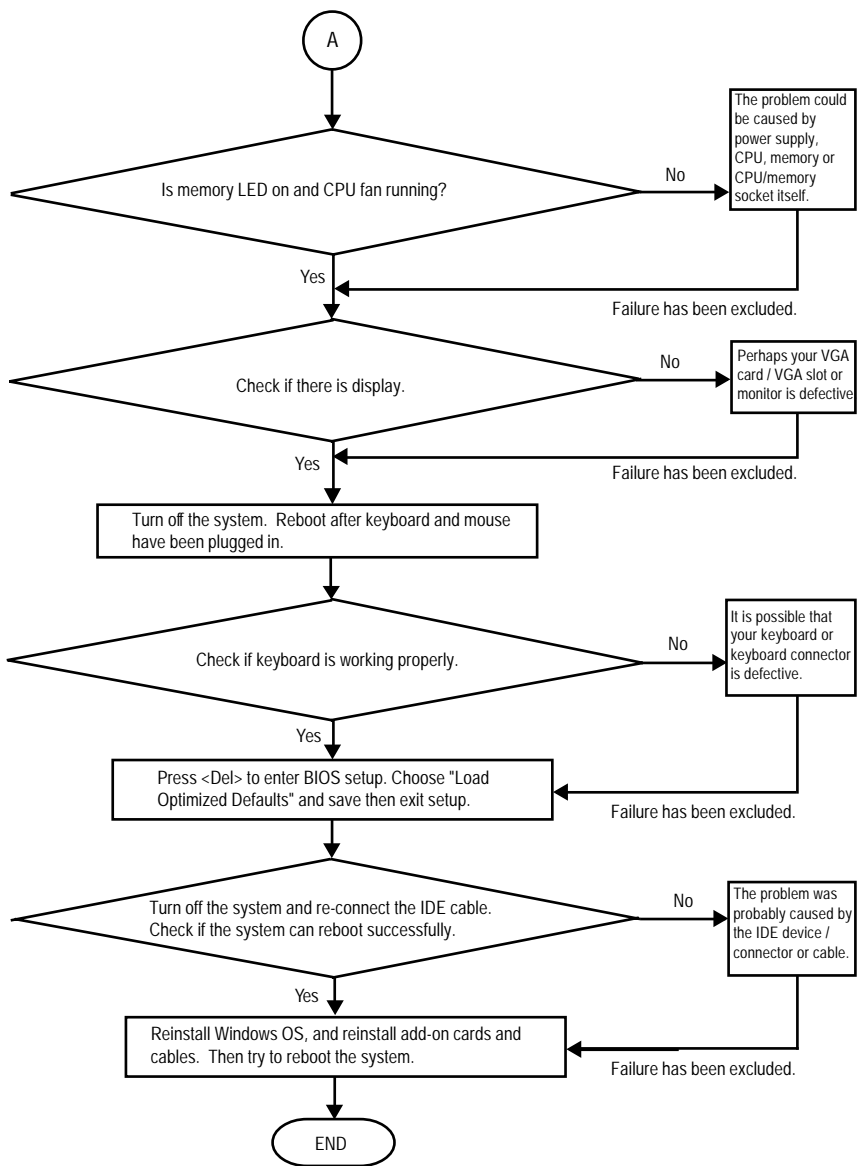 A
Is memory LED on and CPU fan running?
No
The problem could
be caused by
power supply,
CPU, memory or
CPU/memory
socket itself.
Yes
Failure has been excluded.
Check if there is display.
No
Perhaps your VGA
card / VGA slot or
monitor is defective
Yes
Failure has been excluded.
Turn off the system. Reboot after keyboard and mouse
have been plugged in.
Check if keyboard is working properly.
No
It is possible that
your keyboard or
keyboard connector
is defective.
Yes
Press <Del> to enter BIOS setup. Choose "Load
Optimized Defaults" and save then exit setup.
Failure has been excluded.
Turn off the system and re-connect the IDE cable.
Check if the system can reboot successfully.
No
The problem was
probably caused by
the IDE device /
connector or cable.
Yes
Reinstall Windows OS, and reinstall add-on cards and
cables. Then try to reboot the system.
Failure has been excluded.
END